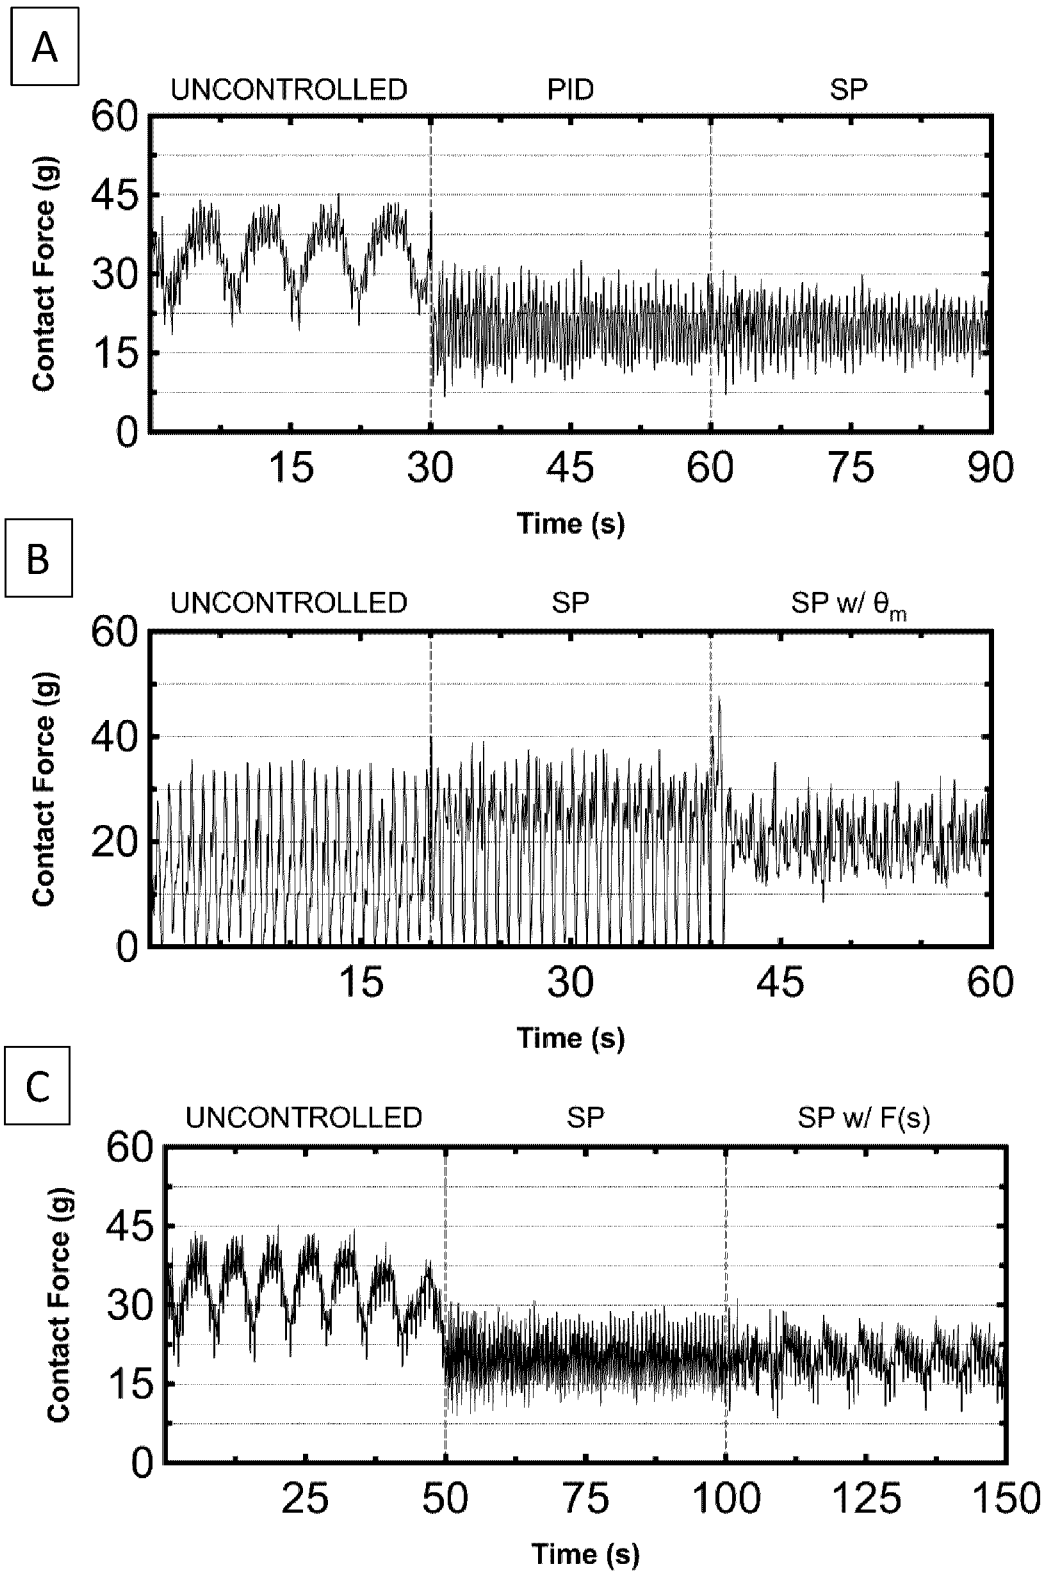 A
UNCONTROLLED PID SP
60
45
30
15
0
Contact Force (g)
15 30 45 60 75 90
Time (s)
B
UNCONTROLLED SP SP w/ θm
60
40
20
0
Contact Force (g)
15 30 45 60
Time (s)
C
UNCONTROLLED SP SP w/ F(s)
60
45
30
15
0
Contact Force (g)
25 50 75 100 125 150
Time (s)